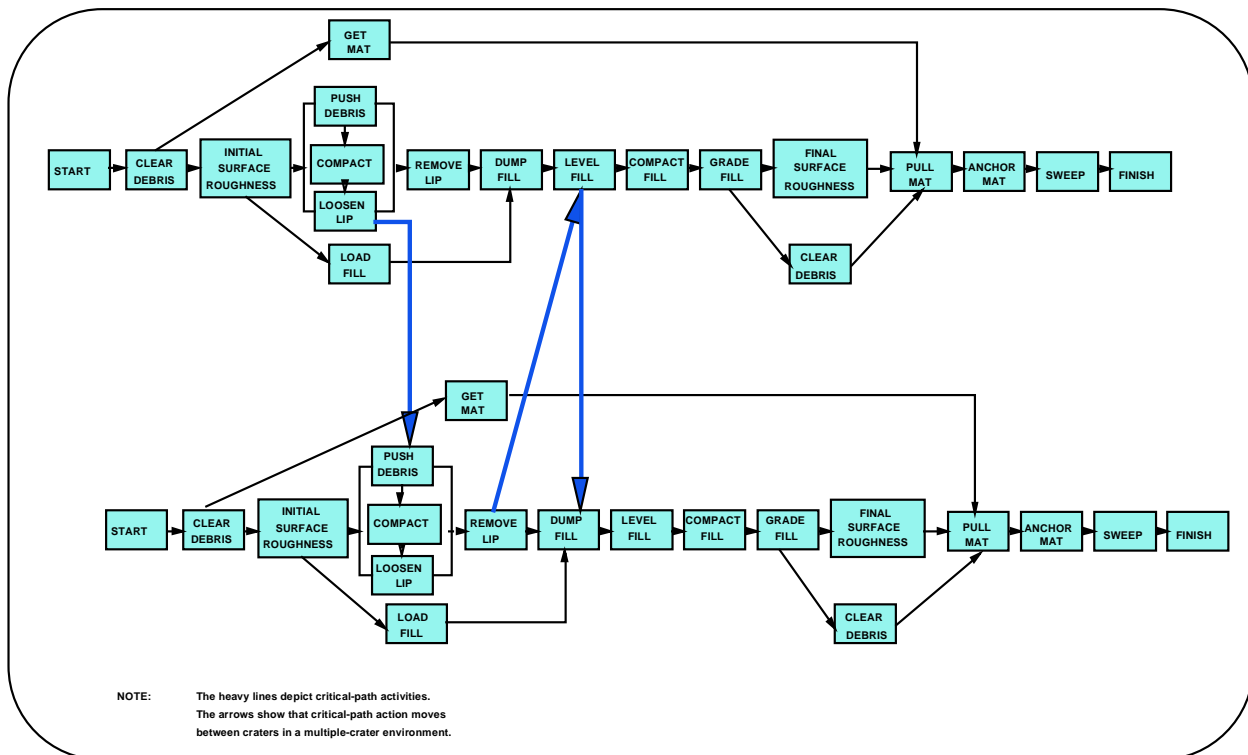 GET
MAT
PUSH
DEBRIS
START
CLEAR
DEBRIS
INITIAL
SURFACE
ROUGHNESS
COMPACT
LOOSEN
LIP
REMOVE
LIP
DUMP
FILL
LEVEL
FILL
COMPACT
FILL
GRADE
FILL
FINAL
SURFACE
ROUGHNESS
PULL
MAT
ANCHOR
MAT
SWEEP
FINISH
LOAD
FILL
CLEAR
DEBRIS
GET
MAT
PUSH
DEBRIS
START
CLEAR
DEBRIS
INITIAL
SURFACE
ROUGHNESS
COMPACT
LOOSEN
LIP
REMOVE
LIP
DUMP
FILL
LEVEL
FILL
COMPACT
FILL
GRADE
FILL
FINAL
SURFACE
ROUGHNESS
PULL
MAT
ANCHOR
MAT
SWEEP
FINISH
LOAD
FILL
CLEAR
DEBRIS
NOTE: The heavy lines depict critical-path activities.
The arrows show that critical-path action moves
between craters in a multiple-crater environment.